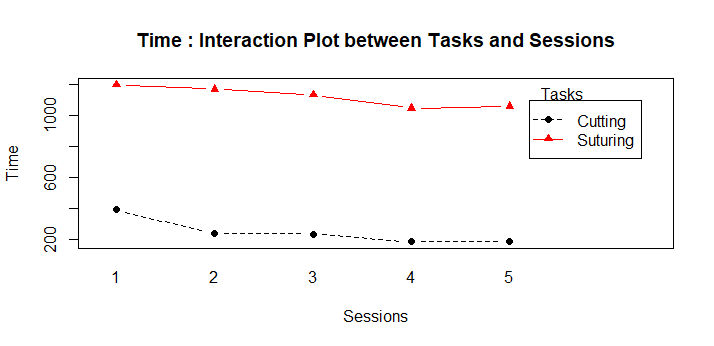 Time : Interaction Plot between Tasks and Sessions
Time
1000
600
200
Tasks
Cutting
Suturing
1 2 3 4 5
Sessions